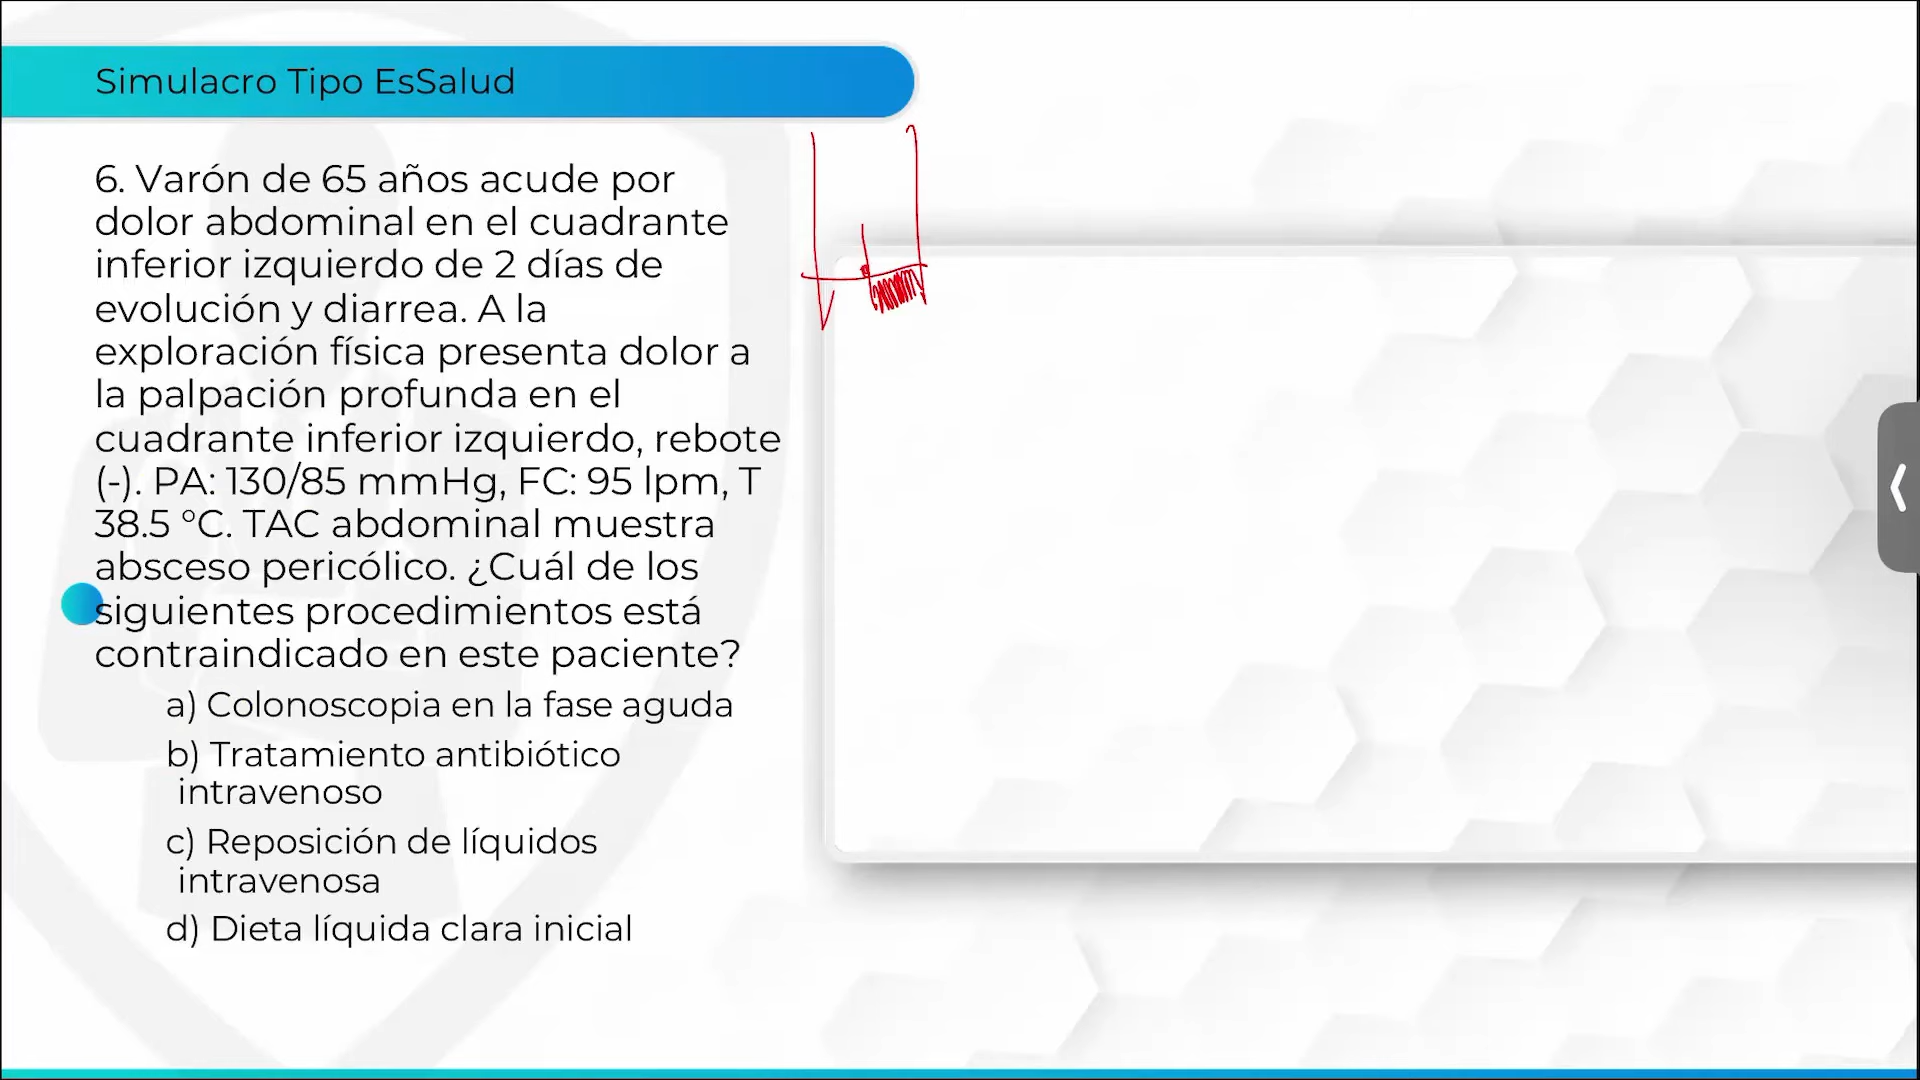 Simulacro Tipo EsSalud
6. Varón de 65 años acude por
dolor abdominal en el cuadrante
inferior izquierdo de 2 días de
evolución y diarrea. A la
exploración física presenta dolor a
la palpación profunda en el
cuadrante inferior izquierdo, rebote
(-). PA: 130/85 mmHg, FC: 95 lpm, T
38.5 °C. TAC abdominal muestra
absceso pericólico. ¿Cuál de los
siguientes procedimientos está
contraindicado en este paciente?
a) Colonoscopia en la fase aguda
b) Tratamiento antibiótico
intravenoso
c) Reposición de líquidos
intravenosa
d) Dieta líquida clara inicial